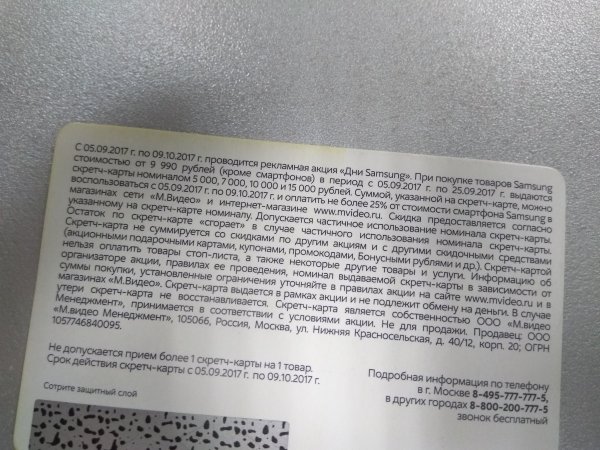 С 05.09.2017 г. по 09.10.2017 г. проводится рекламная акция «Дни Samsung». При покупке товаров Samsung
стоимостью от 9 990 рублей (кроме смартфонов) в период с 05.09.2017 г. по 25.09.2017 г. выдаются
скретч-карты номиналом 5 000, 7 000, 10 000 и 15 000 рублей. Суммой, указанной на скретч-карте, можно
воспользоваться с 05.09.2017 г. по 09.10.2017 г. и оплатить не более 25% от стоимости смартфона Samsung в
магазинах сети «М.Видео» и интернет-магазине www.mvideo.ru. Скидка предоставляется согласно
указанному на скретч-карте номиналу. Допускается частичное использование номинала скретч-карты.
Остаток по скретч-карте «сгорает» в случае частичного использования номинала скретч-карты.
Скретч-карта не суммируется со скидками по другим акциям и с другими скидочными средствами
(акционными подарочными картами, купонами, промокодами, Бонусными рублями и др.). Скретч-картой
нельзя оплатить товары стоп-листа, а также некоторые другие товары и услуги. Информацию об
организаторе акции, правилах ее проведения, номинал выдаваемой скретч-карты в зависимости от
суммы покупки, установленные ограничения уточняйте в правилах акции на сайте www.mvideo.ru и в
магазинах «М.Видео». Скретч-карта выдается в рамках акции и не подлежит обмену на деньги. В случае
утери скретч-карта не восстанавливается. Скретч-карта является собственностью ООО «М.видео
Менеджмент», принимается в соответствии с условиями акции. Не для продажи. Продавец: ООО
«М.видео Менеджмент», 105066, Россия, Москва, ул. Нижняя Красносельская, д. 40/12, корп. 20; ОГРН
1057746840095.
Не допускается прием более 1 скретч-карты на 1 товар.
Срок действия скретч-карты с 05.09.2017 г. по 09.10.2017 г.
Сотрите защитный слой
Подробная информация по телефону
в г. Москве 8-495-777-777-5,
в других городах 8-800-200-777-5
звонок бесплатный